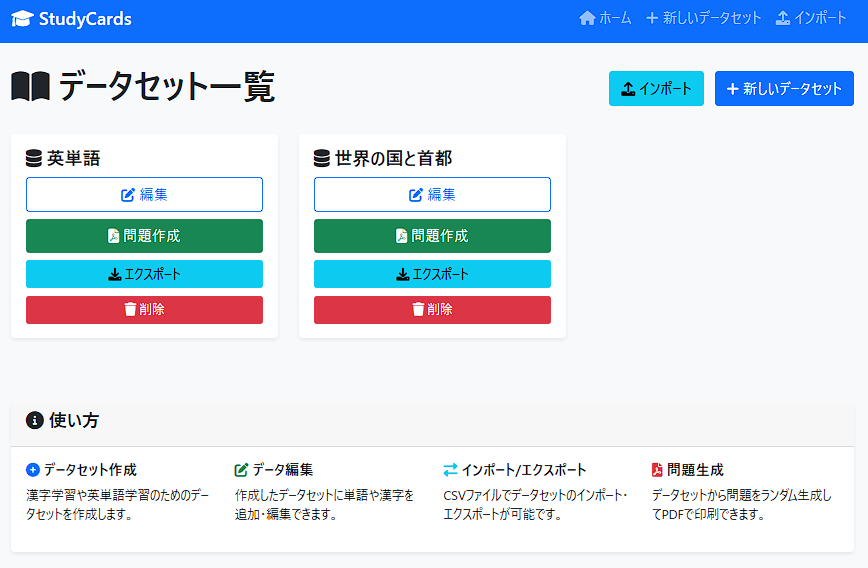 StudyCards
ホーム
新しいデータセット
インポート
データセット一覧
インポート
新しいデータセット
英単語
編集
問題作成
エクスポート
削除
世界の国と首都
編集
問題作成
エクスポート
削除
使い方
データセット作成
漢字学習や英単語学習のためのデー
タセットを作成します。
データ編集
作成したデータセットに単語や漢字を
追加・編集できます。
インポート/エクスポート
CSVファイルでデータセットのインポート・
エクスポートが可能です。
問題生成
データセットから問題をランダム生成し
てPDFで印刷できます。